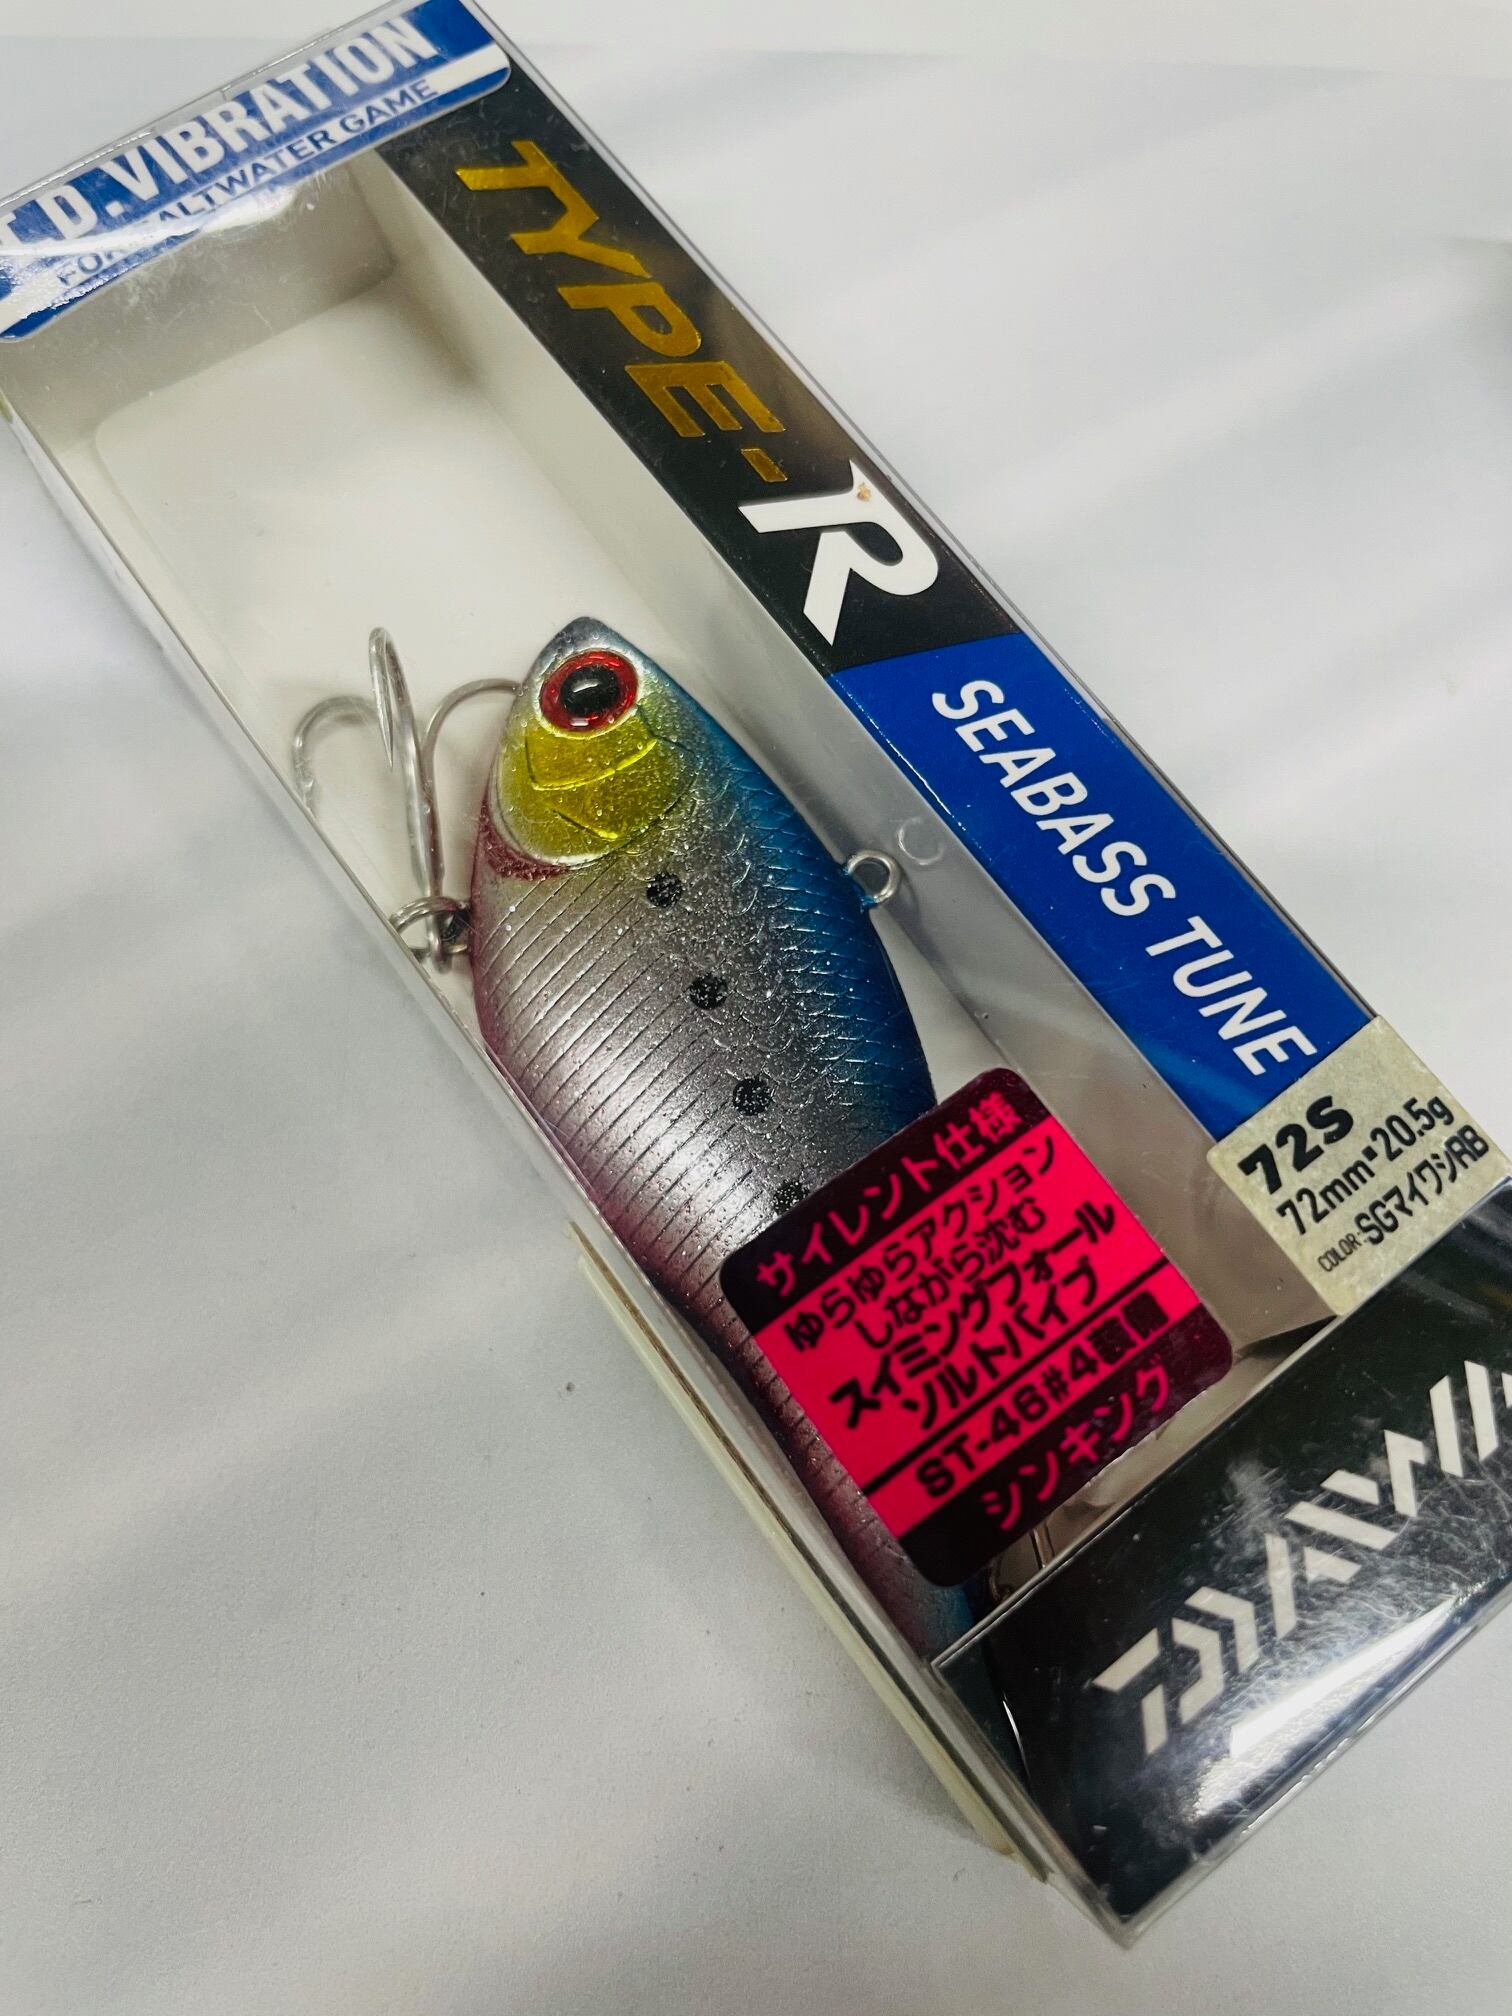 T.D.VIBRATION
FOR SALTWATER GAME
TYPE-R
SEABASS TUNE
72S
72mm・20.5g
COLOR・SGマイワシRB
サイレント仕様
ゆらゆらアクション
しながら沈む
スイミングフォール
ソルトバイブ
ST-46#4装備
シンキング
DAIWA